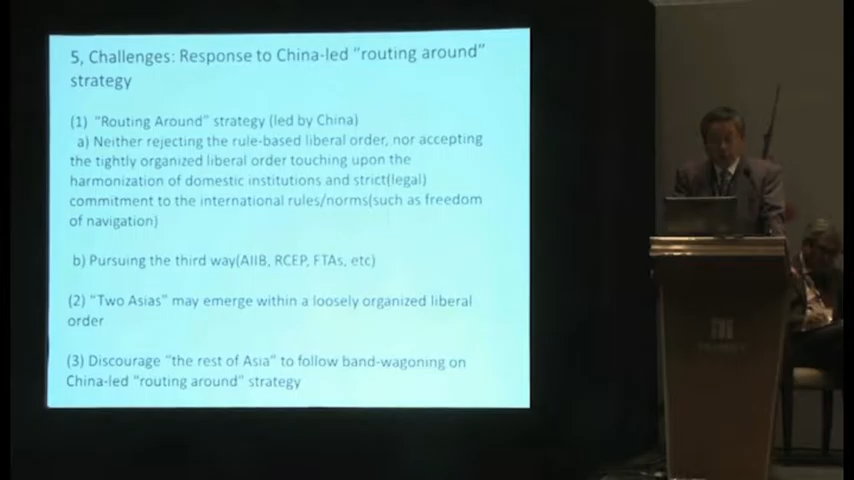 5, Challenges: Response to China-led “routing around”
strategy
(1) “Routing Around” strategy (led by China)
a) Neither rejecting the rule-based liberal order, nor accepting
the tightly organized liberal order touching upon the
harmonization of domestic institutions and strict(legal)
commitment to the international rules/norms(such as freedom
of navigation)
b) Pursuing the third way(AIIB, RCEP, FTAs, etc)
(2) “Two Asias” may emerge within a loosely organized liberal
order
(3) Discourage “the rest of Asia” to follow band-wagoning on
China-led “routing around” strategy